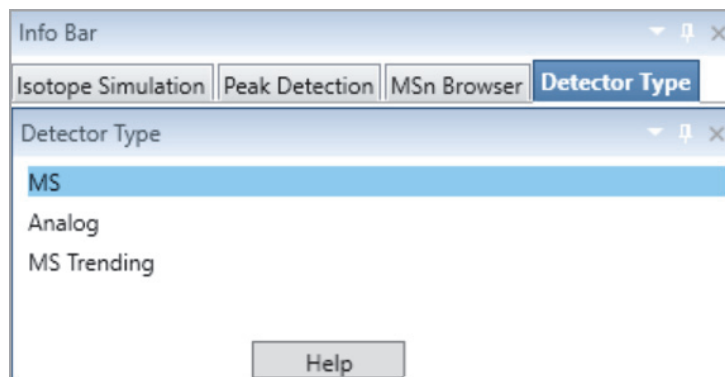 Info Bar
Isotope Simulation Peak Detection MSn Browser Detector Type
Detector Type
MS
Analog
MS Trending
Help